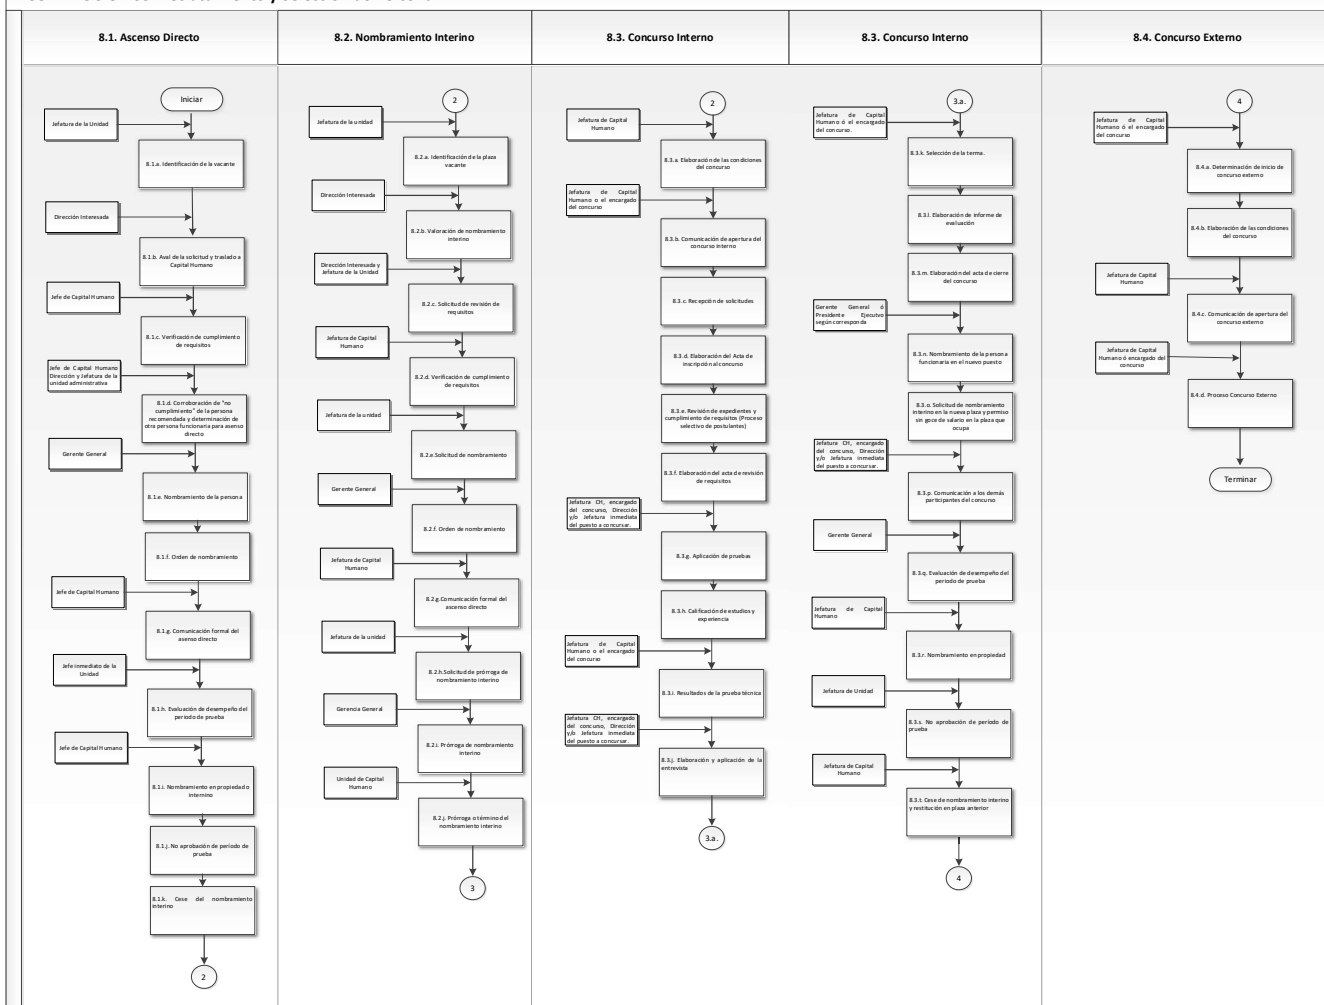 8.1. Ascenso Directo
Iniciar
Jefatura de la Unidad
8.1.a. Identificación de la vacante
Dirección Interesada
8.1.b. Aval de la solicitud y traslado a
Capital Humano
Jefe de Capital Humano
8.1.c. Verificación de cumplimiento
de requisitos
Jefe de Capital Humano
Dirección y Jefatura de la
unidad administrativa
8.1.d. Corroboración de "no
cumplimiento" de la persona
recomendada y determinación de
otra persona funcionaria para asenso
directo
Gerente General
8.1.e. Nombramiento de la persona
8.1.f. Orden de nombramiento
Jefe de Capital Humano
8.1.g. Comunicación formal del
asenso directo
Jefe inmediato de la
Unidad
8.1.h. Evaluación de desempeño del
periodo de prueba
Jefe de Capital Humano
8.1.i. Nombramiento en propiedad o
internino
8.1.j. No aprobación de período de
prueba
8.1.k. Cese del nombramiento
interino
2
8.2. Nombramiento Interino
2
Jefatura de la unidad
8.2.a. Identificación de la plaza
vacante
Dirección Interesada
8.2.b. Valoración de nombramiento
interino
Dirección Interesada y
Jefatura de la Unidad
8.2.c. Solicitud de revisión de
requisitos
Jefatura de Capital
Humano
8.2.d. Verificación cumplimiento de
requisitos
Jefatura de la unidad
8.2.e.Solicitud de nombramiento
Gerente General
8.2.f. Orden de nombramiento
Jefatura de Capital
Humano
8.2.g.Comunicación formal del
ascenso directo
Jefatura de la unidad
8.2.h.Solicitud de prórroga de
nombramiento interino
Gerencia General
8.2.i. Prórroga de nombramiento
interino
Unidad de Capital
Humano
8.2.j. Prórroga o término del
nombramiento interino
3
8.3. Concurso Interno
2
Jefatura de Capital
Humano
8.3.a. Elaboración de las condiciones
del concurso
Jefatura de Capital
Humano o el encargado
del concurso
8.3.b. Comunicación de apertura del
concurso interno
8.3.c. Recepción de solicitudes
8.3.d. Elaboración del Acta de
inscripción al concurso
8.3.e. Revisión de expedientes y
cumplimiento de requisitos (Proceso
selectivo de postulantes)
8.3.f. Elaboración del acta de revisión
de requisitos
Jefatura CH, encargado
del concurso, Dirección
y/o Jefatura inmediata
del puesto a concursar.
8.3.g. Aplicación de pruebas
8.3.h. Calificación de estudios y
experiencia
Jefatura de Capital
Humano o el encargado
del concurso
8.3.i. Resultados de la prueba técnica
Jefatura CH, encargado
del concurso, Dirección
y/o Jefatura inmediata
del puesto a concursar.
8.3.j. Elaboración y aplicación de la
entrevista
3.a.
8.3. Concurso Interno
3.a.
Jefatura de Capital
Humano ó el encargado
del concurso.
8.3.k. Selección de la terma.
8.3.l. Elaboración de informe de
evaluación
8.3.m. Elaboración del acta de cierre
del concurso
Gerente General ó
Presidente Ejecutvo
según corresponda
8.3.n. Nombramiento de la persona
funcionaria en el nuevo puesto
8.3.o. Solicitud de nombramiento
interino en la nueva plaza y permiso
sin goce de salario en la plaza que
ocupa
Jefatura CH, encargado
del concurso, Dirección
y/o Jefatura inmediata
del puesto a concursar.
8.3.p. Comunicación a los demás
participantes del concurso
Gerente General
8.3.q. Evaluación de desempeño del
periodo de prueba
Jefatura de Capital
Humano
8.3.r. Nombramiento en propiedad
Jefatura de Unidad
8.3.s. No aprobación de período de
prueba
Jefatura de Capital
Humano
8.3.t. Cese de nombramiento interino
y restitución en plaza anterior
4
8.4. Concurso Externo
4
Jefatura de Capital
Humano ó el encargado
del concurso.
8.4.a. Determinación de inicio de
concurso externo
8.4.b. Elaboración de las condiciones
del concurso
Jefatura de Capital
Humano
8.4.c. Comunicación de apertura del
concurso externo
Jefatura de Capital
Humano ó encargado del
concurso
8.4.d. Proceso Concurso Externo
Terminar